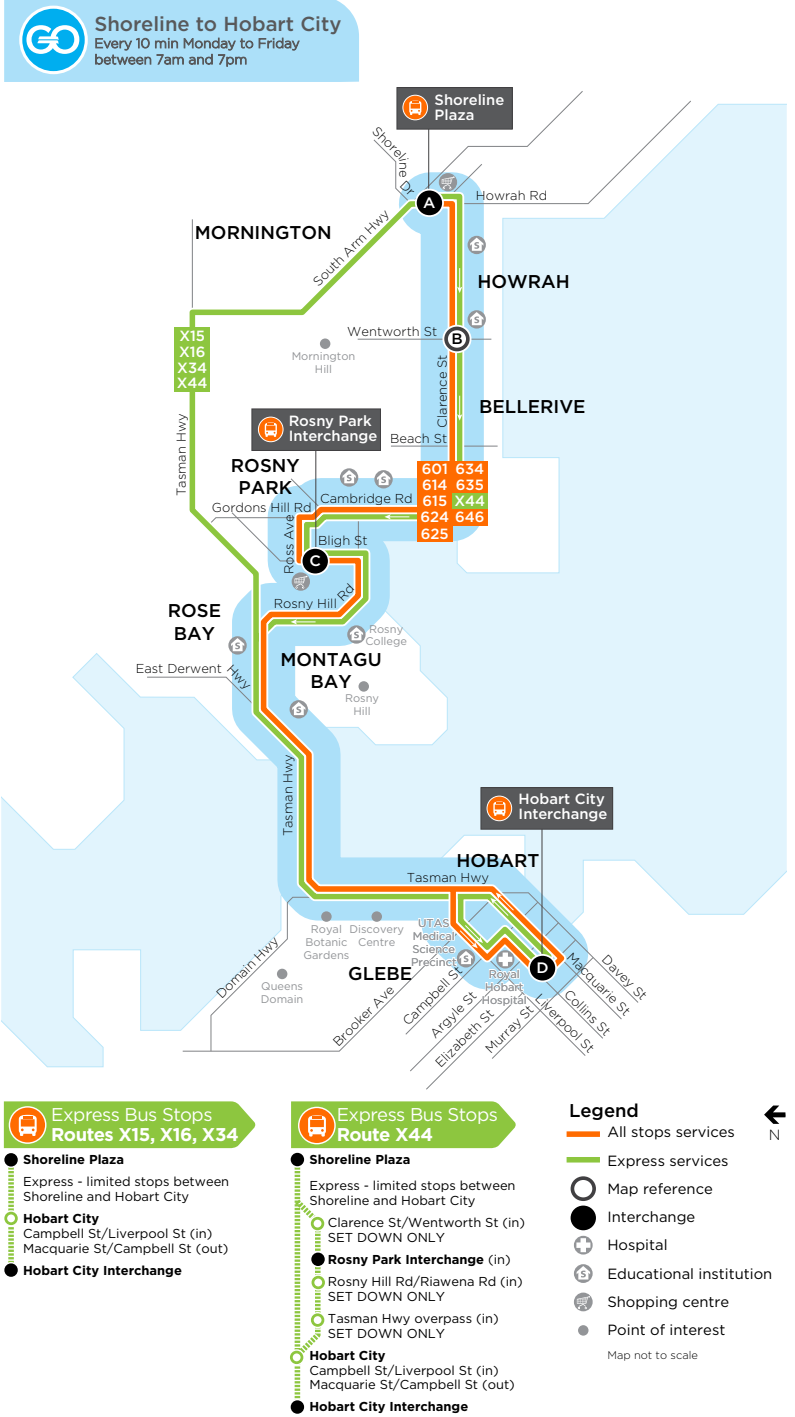 GO
Shoreline to Hobart City
Every 10 min Monday to Friday
between 7am and 7pm
Shoreline
Plaza
Shoreline Dr
A
Howrah Rd
MORNINGTON
South Arm Hwy
S
HOWRAH
X15
X16
X34
X44
Wentworth St
B
S
Mornington
Hill
Clarence St
BELLERIVE
Tasman Hwy
Rosny Park
Interchange
Beach St
ROSNY
PARK
S
S
601 634
614 635
615 X44
624 646
625
Cambridge Rd
Gordons Hill Rd
Ross Ave
Bligh St
C
Rosny Hill Rd
ROSE
BAY
S
S
Rosny
College
MONTAGU
BAY
East Derwent Hwy
Rosny
Hill
S
Tasman Hwy
Hobart City
Interchange
HOBART
Tasman Hwy
Royal
Botanic
Gardens
Discovery
Centre
UTAS
Medical
Science
Precinct
S
Domain Hwy
Queens
Domain
GLEBE
Royal
Hobart
Hospital
D
Brooker Ave
Campbell St
Argyle St
Elizabeth St
Murray St
Liverpool St
Collins St
Macquarie St
Davey St
Express Bus Stops
Routes X15, X16, X34
Shoreline Plaza
Express - limited stops between
Shoreline and Hobart City
Hobart City
Campbell St/Liverpool St (in)
Macquarie St/Campbell St (out)
Hobart City Interchange
Express Bus Stops
Route X44
Shoreline Plaza
Express - limited stops between
Shoreline and Hobart City
Clarence St/Wentworth St (in)
SET DOWN ONLY
Rosny Park Interchange (in)
Rosny Hill Rd/Riawena Rd (in)
SET DOWN ONLY
Tasman Hwy overpass (in)
SET DOWN ONLY
Hobart City
Campbell St/Liverpool St (in)
Macquarie St/Campbell St (out)
Hobart City Interchange
Legend
N
All stops services
Express services
Map reference
Interchange
Hospital
S
Educational institution
Shopping centre
Point of interest
Map not to scale